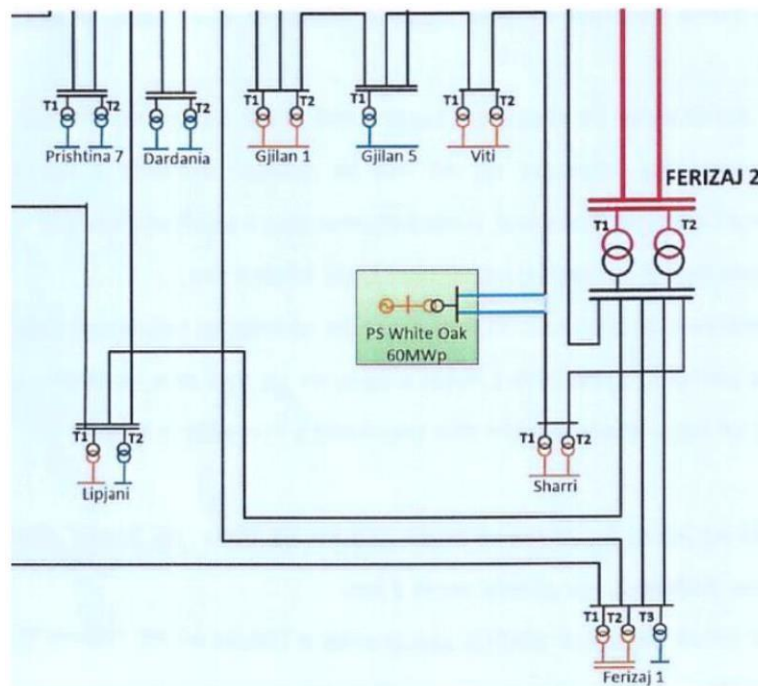 T1 T2
Prishtina 7
T1 T2
Dardania
T1 T2
Gjilan 1
T1 T2
Gjilan 5
T1 T2
Viti
FERIZAJ 2
T1 T2
PS White Oak
60MWp
T1 T2
Lipjani
T1 T2
Sharri
T1 T2 T3
Ferizaj 1